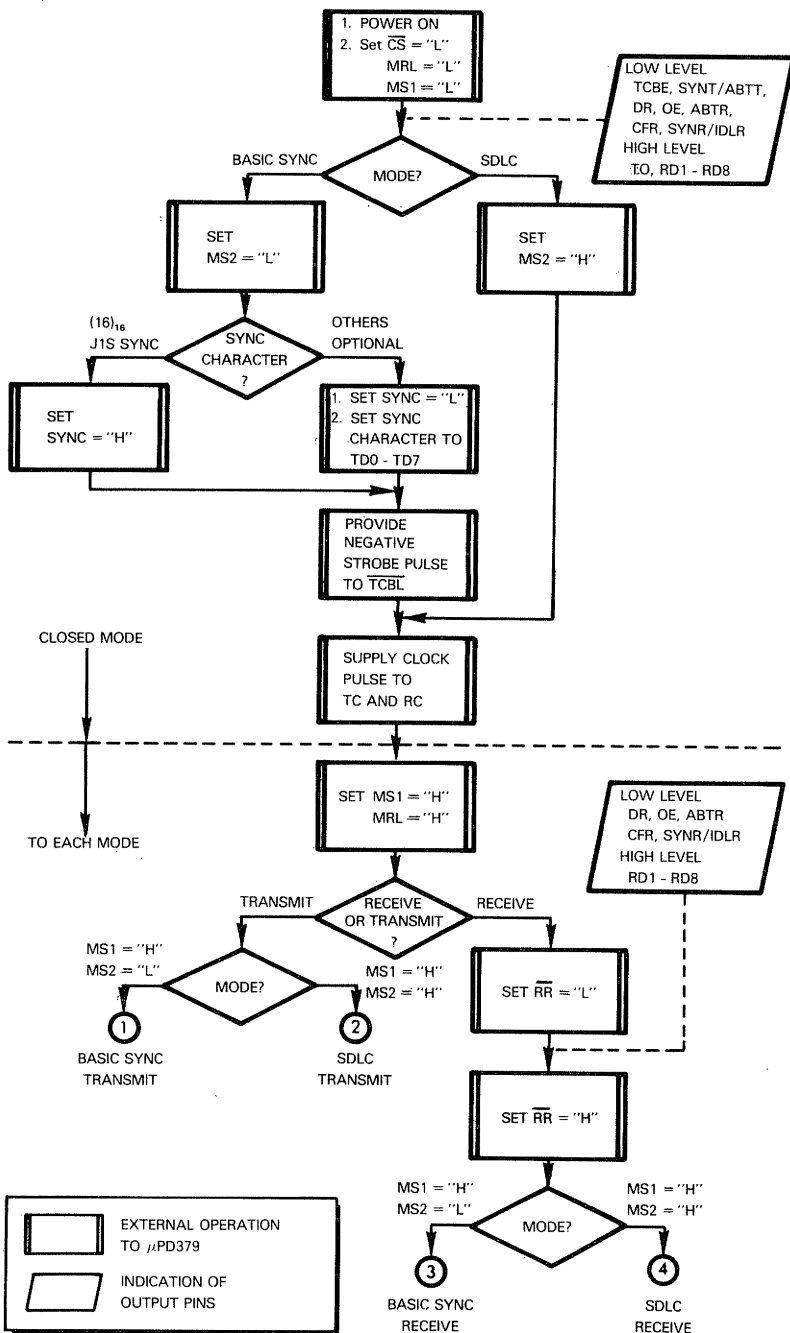 1. POWER ON
2. Set C̅S̅ = "L"
MRL = "L"
MS1 = "L"
LOW LEVEL
TCBE, SYNT/ABTT,
DR, OE, ABTR,
CFR, SYNR/IDLR
HIGH LEVEL
TO, RD1 - RD8
BASIC SYNC
MODE?
SDLC
SET
MS2 = "L"
SET
MS2 = "H"
(16)₁₆
J1S SYNC
SYNC
CHARACTER
?
OTHERS
OPTIONAL
SET
SYNC = "H"
1. SET SYNC = "L"
2. SET SYNC
CHARACTER TO
TD0 - TD7
PROVIDE
NEGATIVE
STROBE PULSE
TO T̅C̅B̅L̅
CLOSED MODE
SUPPLY CLOCK
PULSE TO
TC AND RC
TO EACH MODE
SET MS1 = "H"
MRL = "H"
LOW LEVEL
DR, OE, ABTR
CFR, SYNR/IDLR
HIGH LEVEL
RD1 - RD8
TRANSMIT
RECEIVE
OR TRANSMIT
?
RECEIVE
MS1 = "H"
MS2 = "L"
MODE?
MS1 = "H"
MS2 = "H"
SET R̅R̅ = "L"
1
BASIC SYNC
TRANSMIT
2
SDLC
TRANSMIT
SET R̅R̅ = "H"
MS1 = "H"
MS2 = "L"
MODE?
MS1 = "H"
MS2 = "H"
3
BASIC SYNC
RECEIVE
4
SDLC
RECEIVE
EXTERNAL OPERATION
TO μPD379
INDICATION OF
OUTPUT PINS